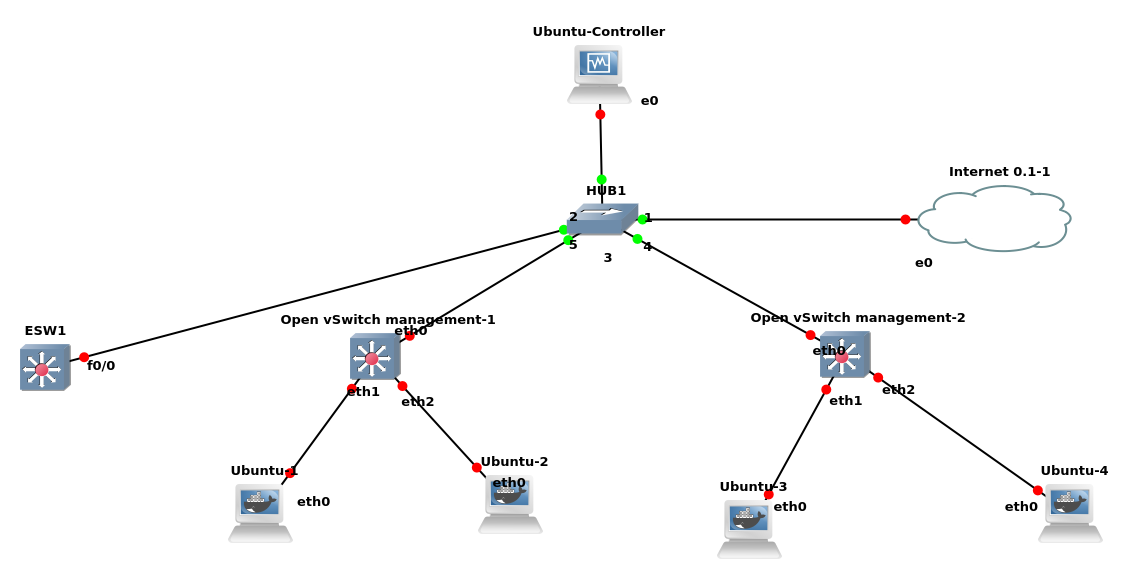 Ubuntu-Controller
e0
Internet 0.1-1
HUB1
2
1
5
4
3
e0
Open vSwitch management-1
Open vSwitch management-2
ESW1
eth0
f0/0
eth0
eth1
eth2
eth1
eth2
Ubuntu-1
Ubuntu-2
Ubuntu-3
Ubuntu-4
eth0
eth0
eth0
eth0